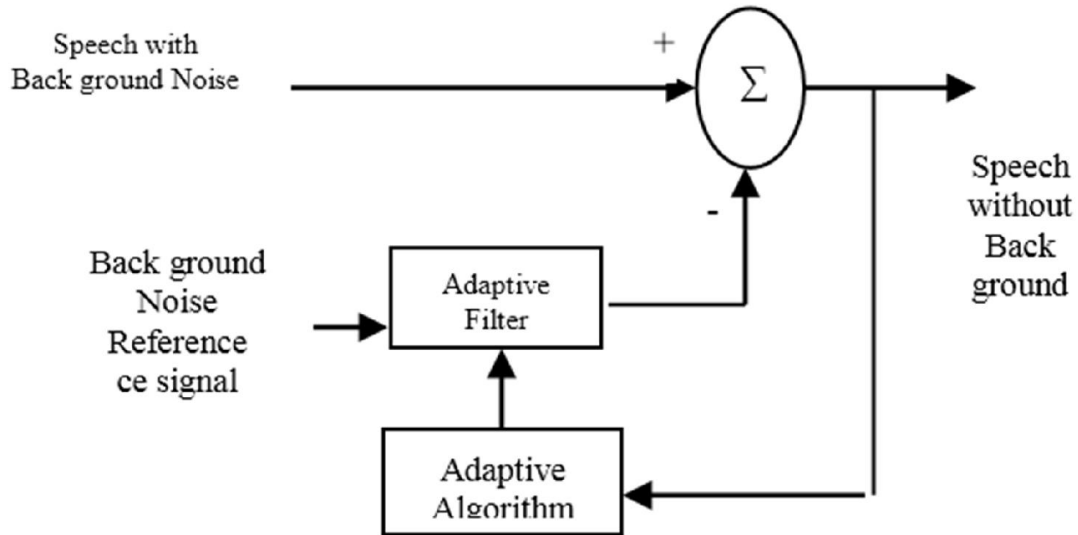 Speech with
Back ground Noise
+
Σ
Speech
without
Back
ground
-
Back ground
Noise
Reference
ce signal
Adaptive
Filter
Adaptive
Algorithm